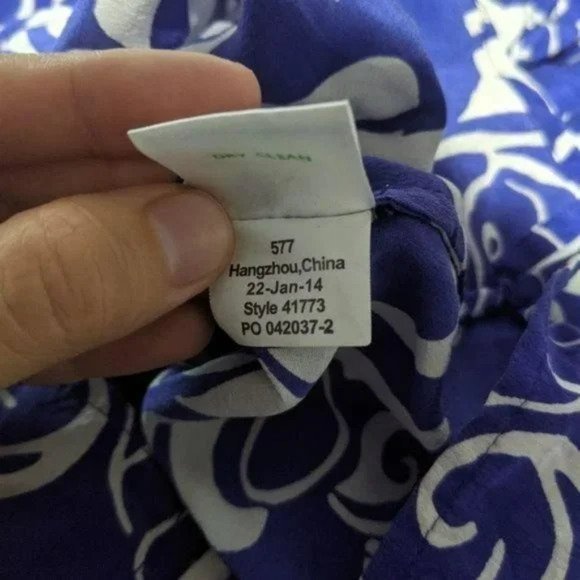 DRY CLEAN
577
Hangzhou,China
22-Jan-14
Style 41773
PO 042037-2